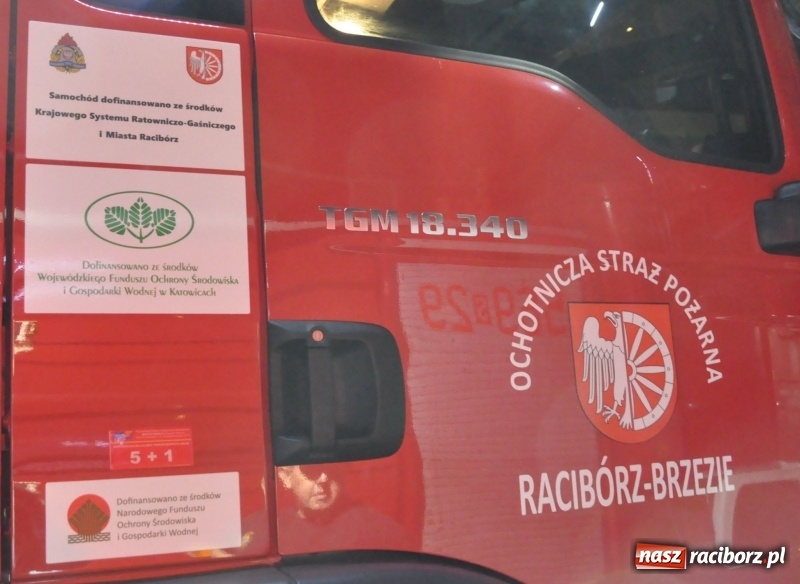 Samochód dofinansowano ze środków
Krajowego Systemu Ratowniczo-Gaśniczego
i Miasta Racibórz
Dofinansowano ze środków
Wojewódzkiego Funduszu Ochrony Środowiska
i Gospodarki Wodnej w Katowicach
TGM 18.340
OCHOTNICZA STRAŻ POŻARNA
RACIBÓRZ-BRZEZIE
5 + 1
Dofinansowano ze środków
Narodowego Funduszu
Ochrony Środowiska
i Gospodarki Wodnej
nasz raciborz.pl